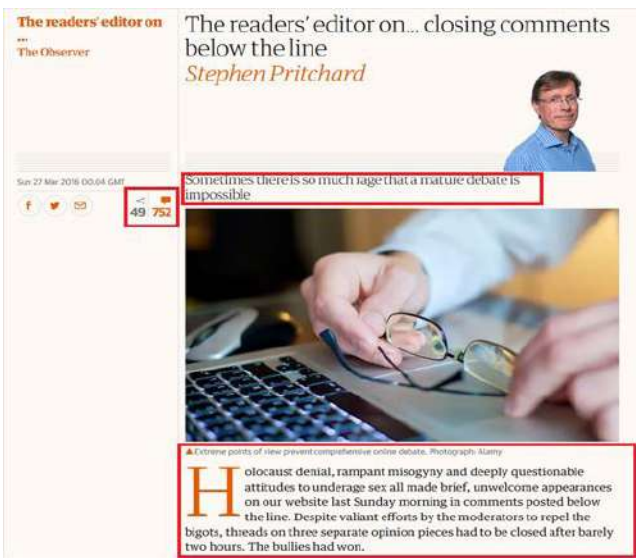 The readers' editor on
...
The Observer
The readers' editor on... closing comments
below the line
Stephen Pritchard
Sun 27 Mar 2016 00.04 GMT
49 752
Sometimes there is so much rage that a mature debate is
impossible
Extreme points of view prevent comprehensive online debate. Photograph: Alamy
Holocaust denial, rampant misogyny and deeply questionable
attitudes to underage sex all made brief, unwelcome appearances
on our website last Sunday morning in comments posted below
the line. Despite valiant efforts by the moderators to repel the
bigots, threads on three separate opinion pieces had to be closed after barely
two hours. The bullies had won.